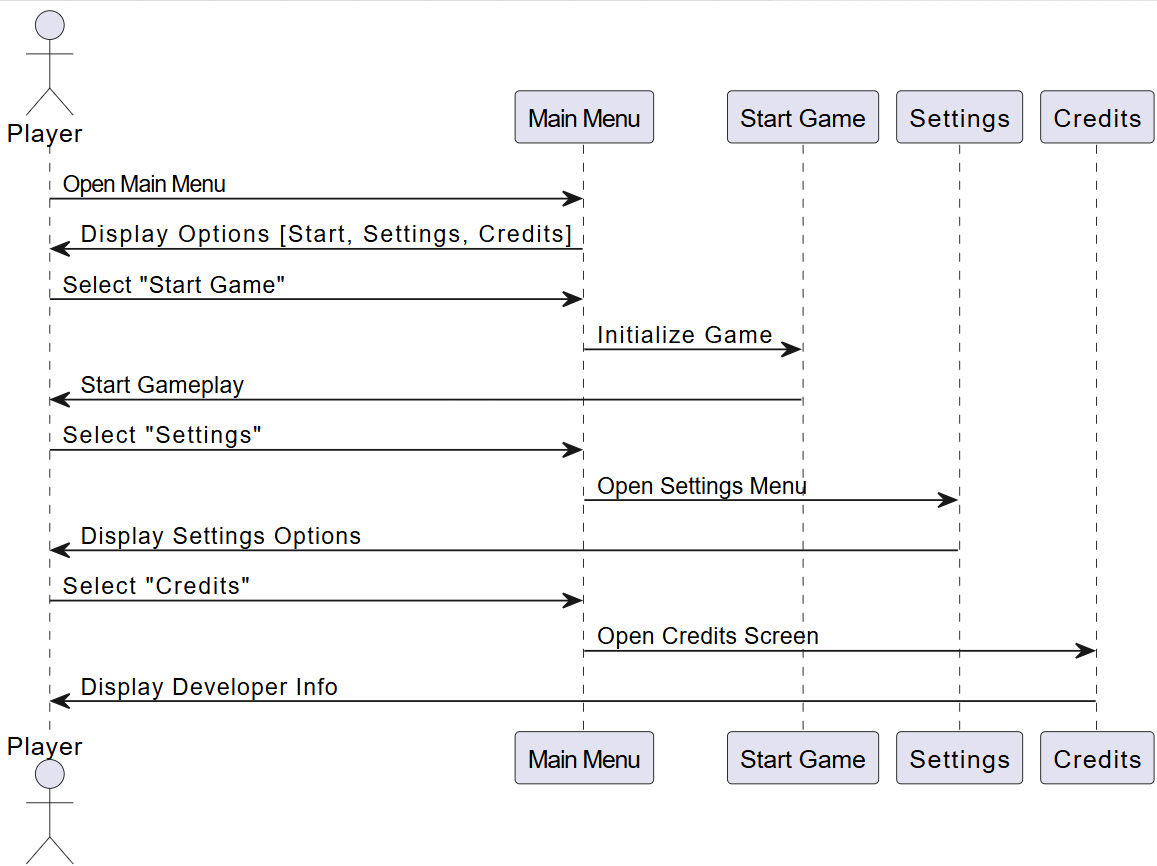 Player
Main Menu
Start Game
Settings
Credits
Open Main Menu
Display Options [Start, Settings, Credits]
Select "Start Game"
Initialize Game
Start Gameplay
Select "Settings"
Open Settings Menu
Display Settings Options
Select "Credits"
Open Credits Screen
Display Developer Info
Player
Main Menu
Start Game
Settings
Credits